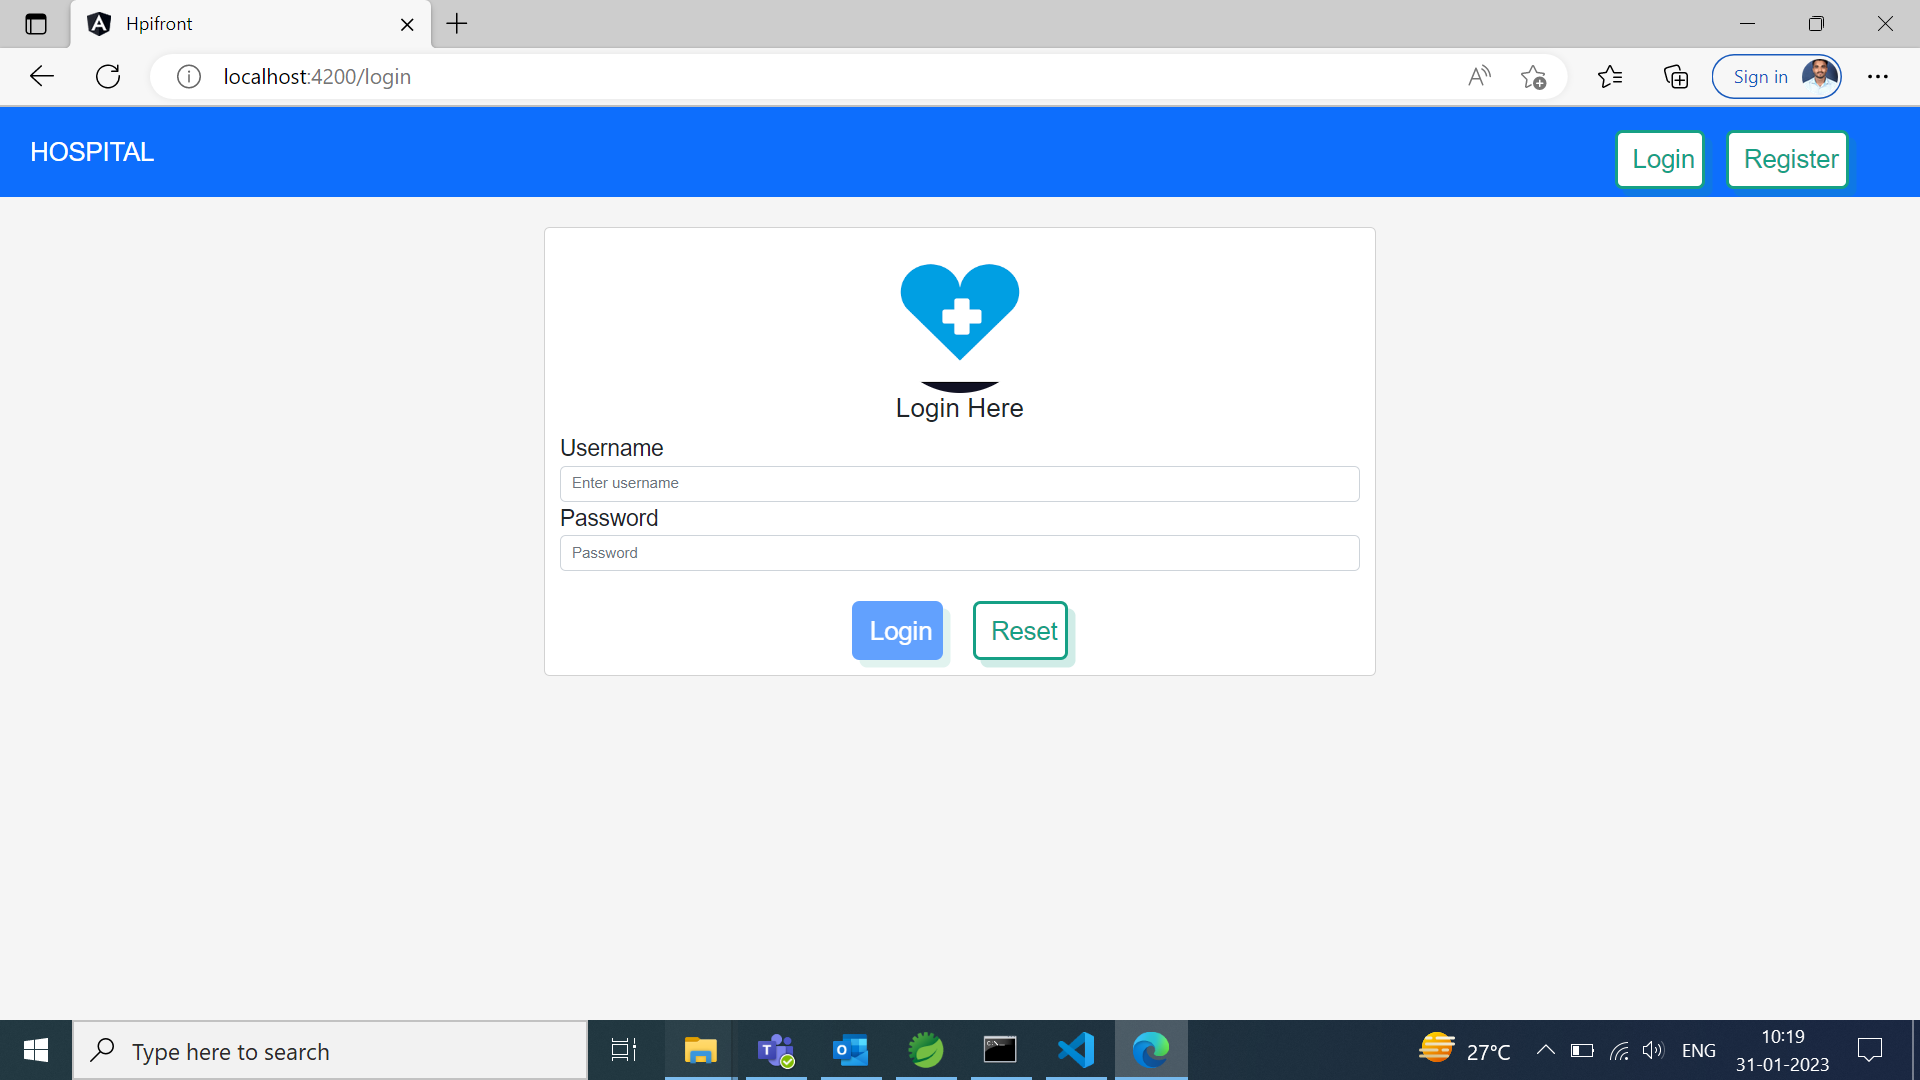 Hpifront
localhost:4200/login
Sign in
HOSPITAL
Login
Register
Login Here
Username
Enter username
Password
Password
Login
Reset
Type here to search
27°C
ENG
10:19
31-01-2023